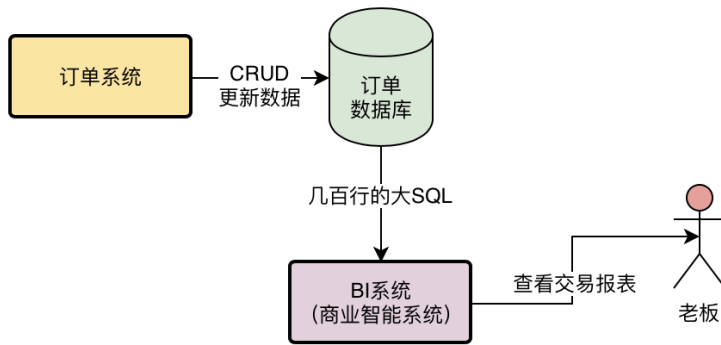 订单系统
CRUD
更新数据
订单
数据库
几百行的大SQL
BI系统
（商业智能系统）
查看交易报表
老板